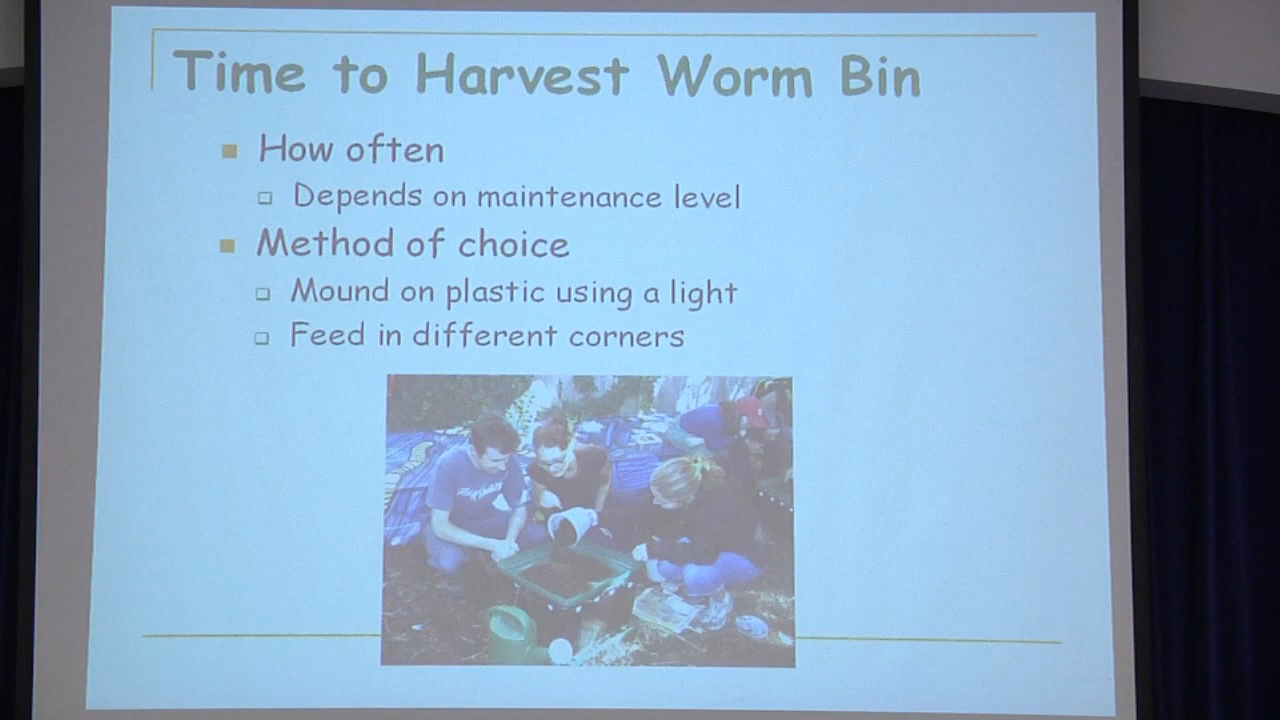 Time to Harvest Worm Bin
How often
Depends on maintenance level
Method of choice
Mound on plastic using a light
Feed in different corners